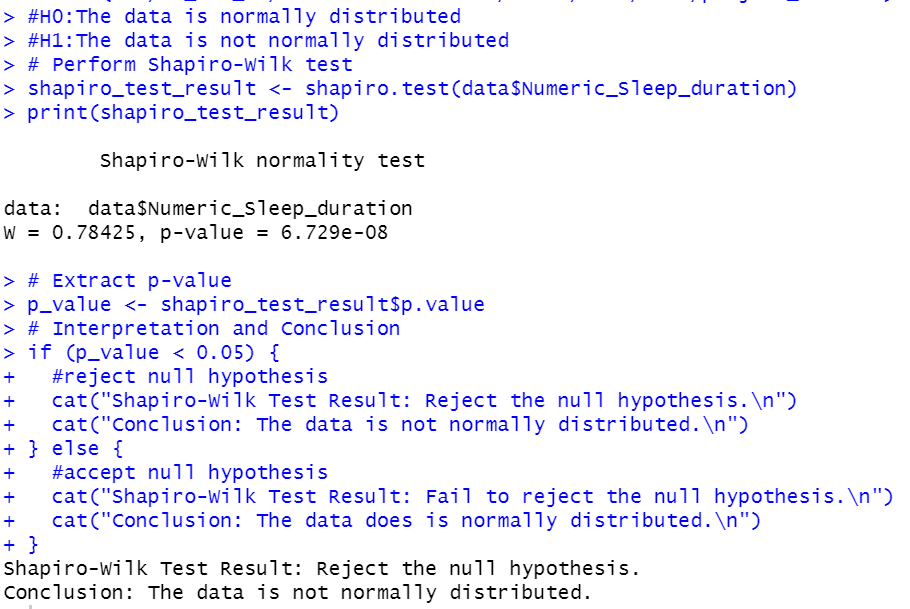 > #H0:The data is normally distributed
> #H1:The data is not normally distributed
> # Perform Shapiro-Wilk test
> shapiro_test_result <- shapiro.test(data$Numeric_Sleep_duration)
> print(shapiro_test_result)
Shapiro-Wilk normality test
data:  data$Numeric_Sleep_duration
W = 0.78425, p-value = 6.729e-08
> # Extract p-value
> p_value <- shapiro_test_result$p.value
> # Interpretation and Conclusion
> if (p_value < 0.05) {
+   #reject null hypothesis
+   cat("Shapiro-Wilk Test Result: Reject the null hypothesis.\n")
+   cat("Conclusion: The data is not normally distributed.\n")
+ } else {
+   #accept null hypothesis
+   cat("Shapiro-Wilk Test Result: Fail to reject the null hypothesis.\n")
+   cat("Conclusion: The data does is normally distributed.\n")
+ }
Shapiro-Wilk Test Result: Reject the null hypothesis.
Conclusion: The data is not normally distributed.